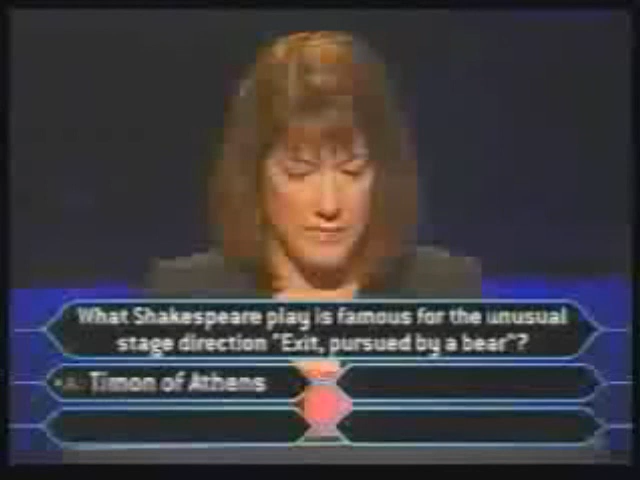 What Shakespeare play is famous for the unusual
stage direction "Exit, pursued by a bear"?
A: Timon of Athens